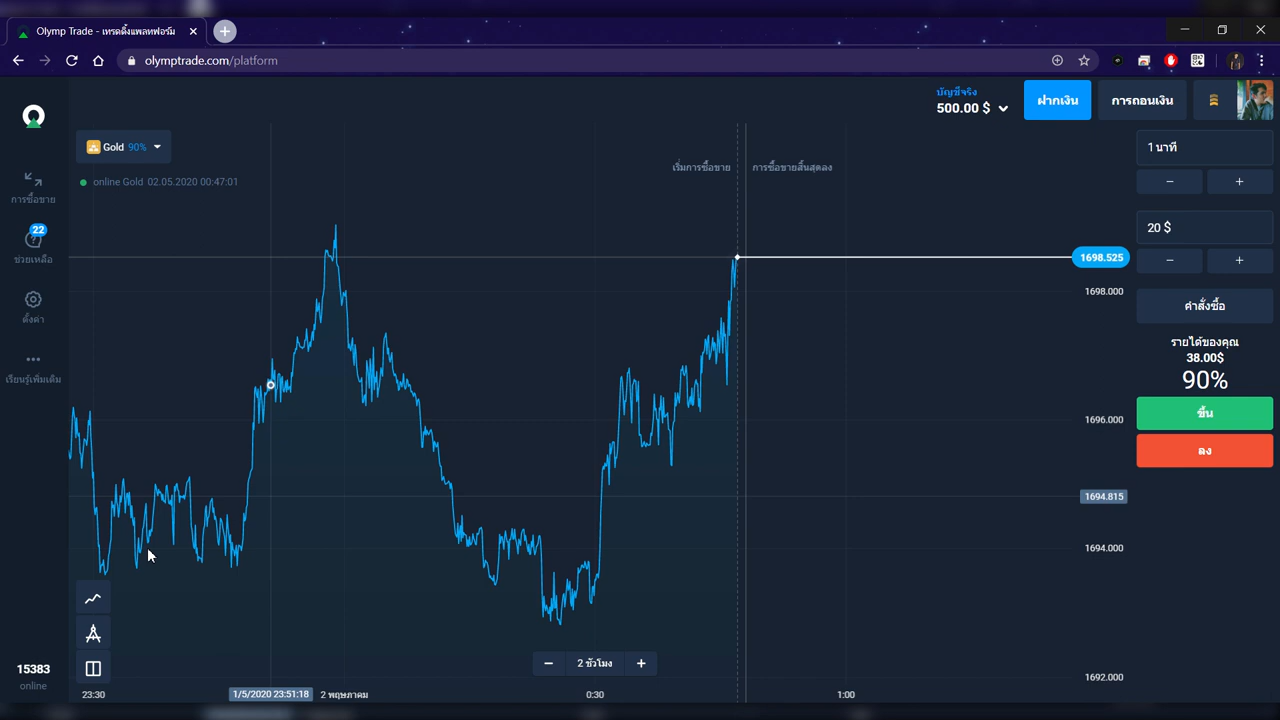 Olymp Trade - เทรดดิ้งแพลทฟอร์ม
olymptrade.com/platform
บัญชีจริง
500.00 $
ฝากเงิน
การถอนเงิน
Gold 90%
online Gold 02.05.2020 00:47:01
เริ่มการซื้อขาย
การซื้อขายสิ้นสุดลง
การซื้อขาย
22
ช่วยเหลือ
ตั้งค่า
เรียนรู้เพิ่มเติม
15383
online
1 นาที
− +
20 $
− +
คำสั่งซื้อ
รายได้ของคุณ
38.00$
90%
ขึ้น
ลง
1698.525
1698.000
1696.000
1694.815
1694.000
1692.000
− 2 ชั่วโมง +
23:30
1/5/2020 23:51:18
2 พฤษภาคม
0:30
1:00